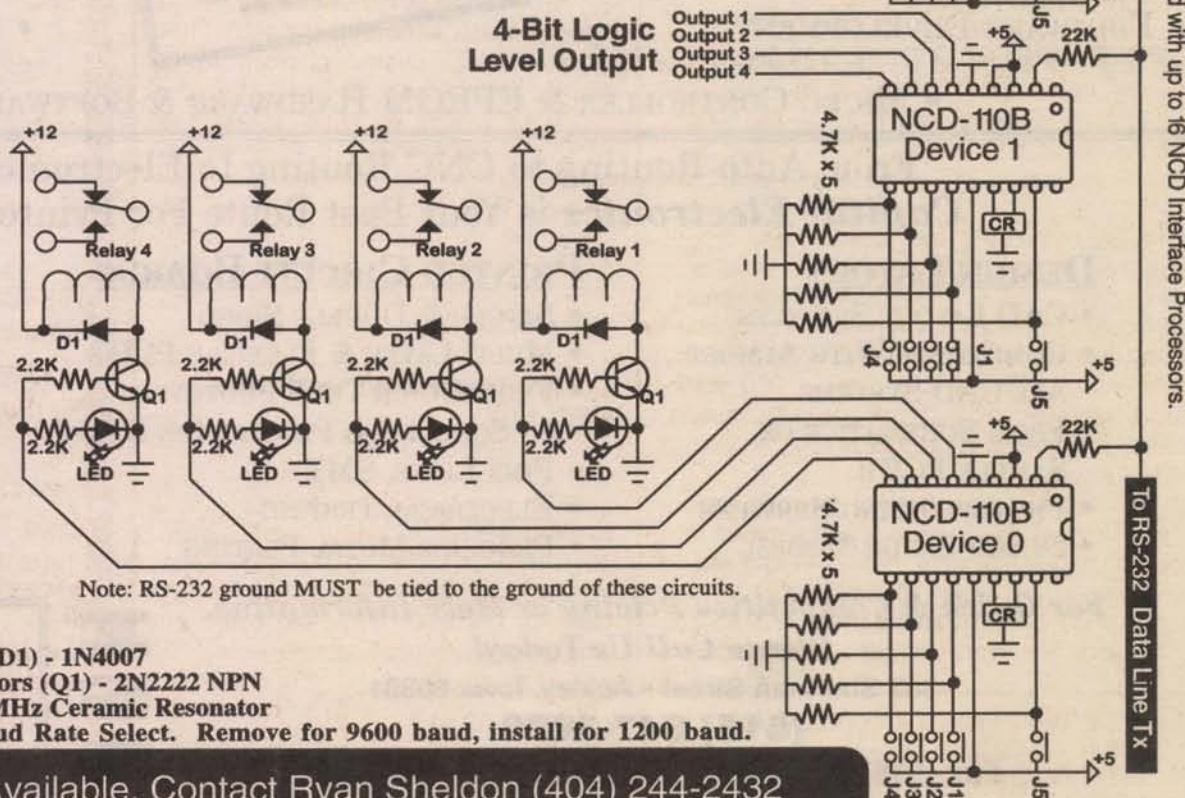 4-Bit Logic
Level Output
Output 1
Output 2
Output 3
Output 4
J5
+5
22K
NCD-110B
Device 1
4.7K x 5
CR
J4
J1
J5
+5
+12
+12
+12
+12
Relay 4
Relay 3
Relay 2
Relay 1
D1
D1
D1
D1
2.2K
2.2K
2.2K
2.2K
Q1
Q1
Q1
Q1
2.2K
2.2K
2.2K
2.2K
LED
LED
LED
LED
+5
22K
NCD-110B
Device 0
4.7K x 5
CR
J4
J3
J2
J1
J5
+5
To RS-232 Data Line Tx
d with up to 16 NCD Interface Processors.
Note: RS-232 ground MUST be tied to the ground of these circuits.
D1) - 1N4007
ors (Q1) - 2N2222 NPN
MHz Ceramic Resonator
ud Rate Select. Remove for 9600 baud, install for 1200 baud.
vailable. Contact Ryan Sheldon (404) 244-2432